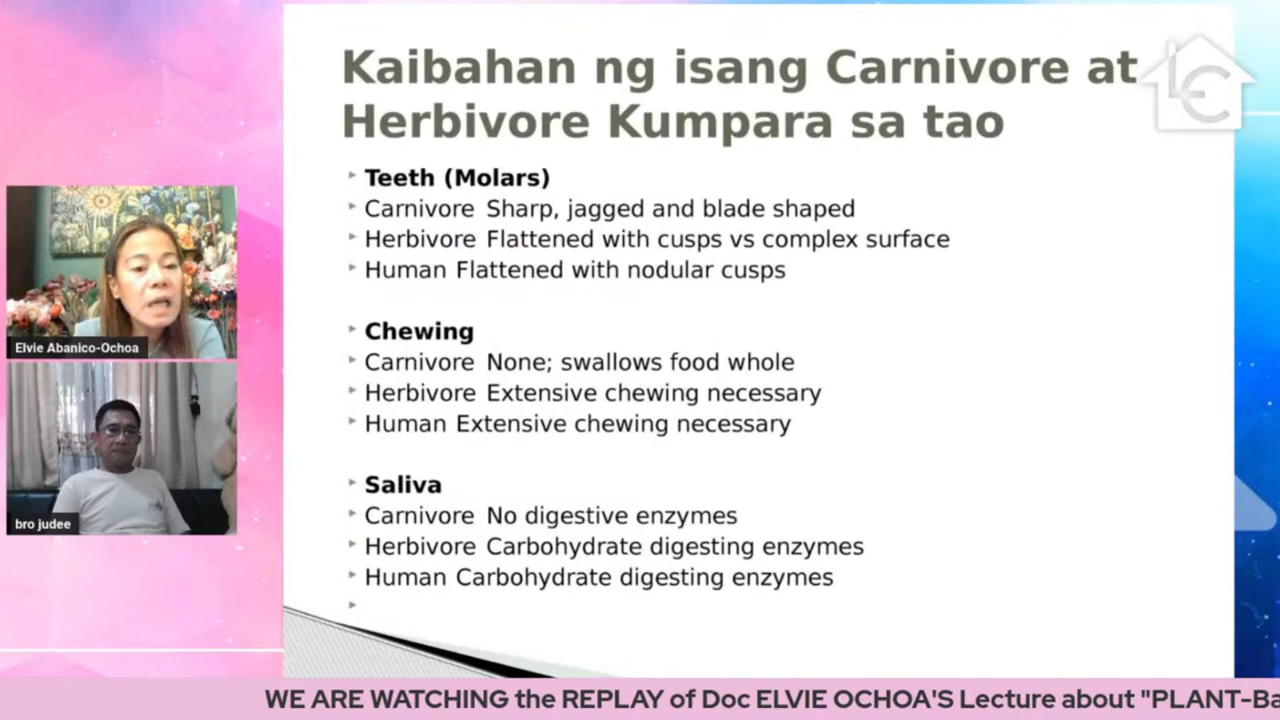 Kaibahan ng isang Carnivore at
Herbivore Kumpara sa tao
Teeth (Molars)
Carnivore Sharp, jagged and blade shaped
Herbivore Flattened with cusps vs complex surface
Human Flattened with nodular cusps
Chewing
Carnivore None; swallows food whole
Herbivore Extensive chewing necessary
Human Extensive chewing necessary
Saliva
Carnivore No digestive enzymes
Herbivore Carbohydrate digesting enzymes
Human Carbohydrate digesting enzymes
Elvie Abanico-Ochoa
bro judee
LC
WE ARE WATCHING the REPLAY of Doc ELVIE OCHOA'S Lecture about "PLANT-Ba